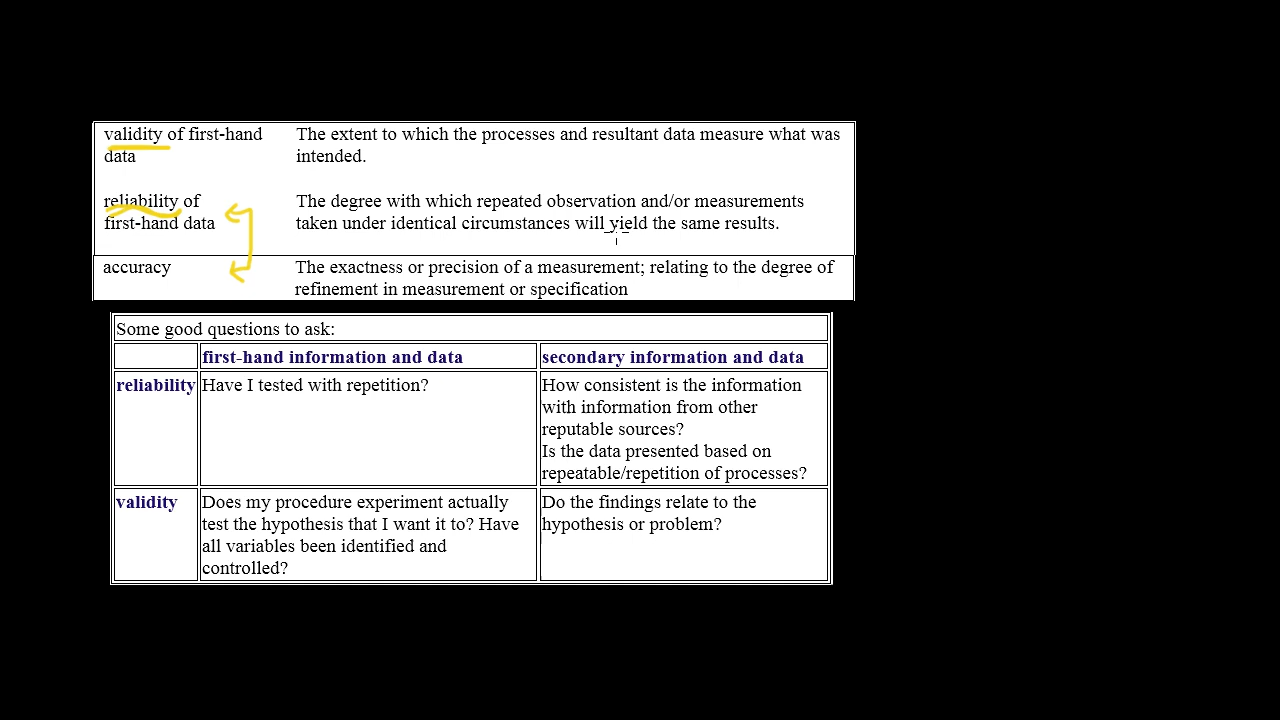 validity of first-hand
data
The extent to which the processes and resultant data measure what was
intended.
reliability of
first-hand data
The degree with which repeated observation and/or measurements
taken under identical circumstances will yield the same results.
accuracy
The exactness or precision of a measurement; relating to the degree of
refinement in measurement or specification
Some good questions to ask:
first-hand information and data
secondary information and data
reliability
Have I tested with repetition?
How consistent is the information
with information from other
reputable sources?
Is the data presented based on
repeatable/repetition of processes?
validity
Does my procedure experiment actually
test the hypothesis that I want it to? Have
all variables been identified and
controlled?
Do the findings relate to the
hypothesis or problem?